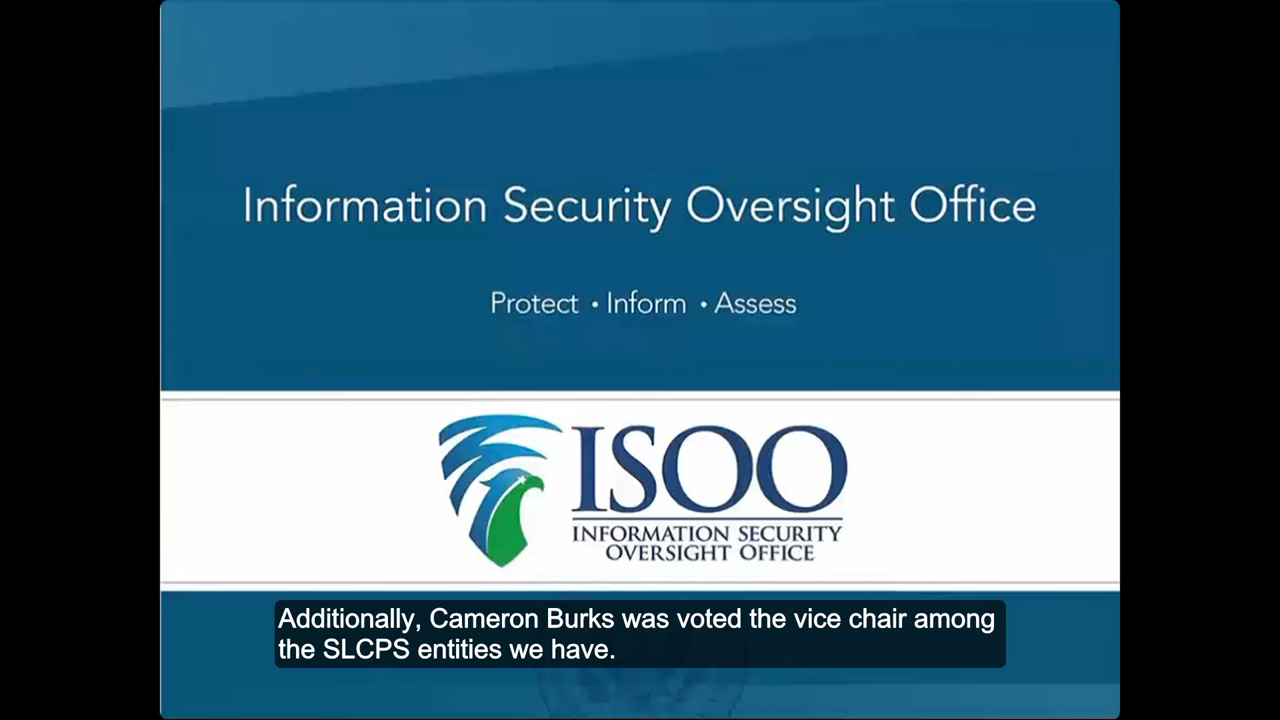 Information Security Oversight Office
Protect • Inform • Assess
ISOO
INFORMATION SECURITY
OVERSIGHT OFFICE
Additionally, Cameron Burks was voted the vice chair among
the SLCPS entities we have.